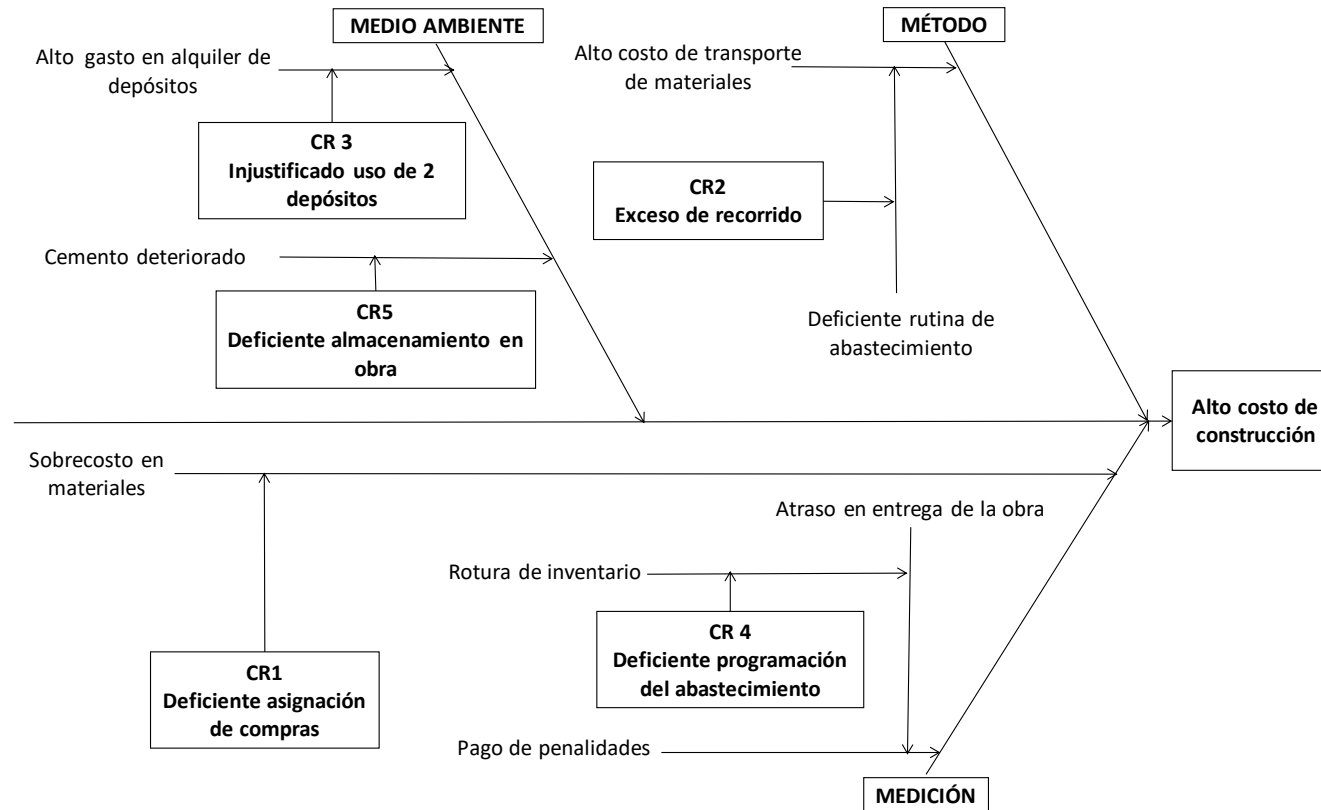 MEDIO AMBIENTE
MÉTODO
Alto gasto en alquiler de
depósitos
Alto costo de transporte
de materiales
CR 3
Injustificado uso de 2
depósitos
CR2
Exceso de recorrido
Cemento deteriorado
CR5
Deficiente almacenamiento en
obra
Deficiente rutina de
abastecimiento
Alto costo de
construcción
Sobrecosto en
materiales
Atraso en entrega de la obra
Rotura de inventario
CR 4
Deficiente programación
del abastecimiento
CR1
Deficiente asignación
de compras
Pago de penalidades
MEDICIÓN